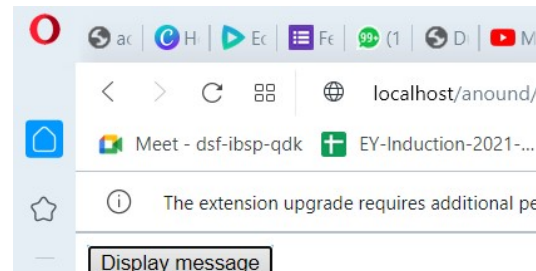 ac H Ec Fe 99+ (1 D M
localhost/anound/
Meet - dsf-ibsp-qdk EY-Induction-2021-...
The extension upgrade requires additional pe
Display message